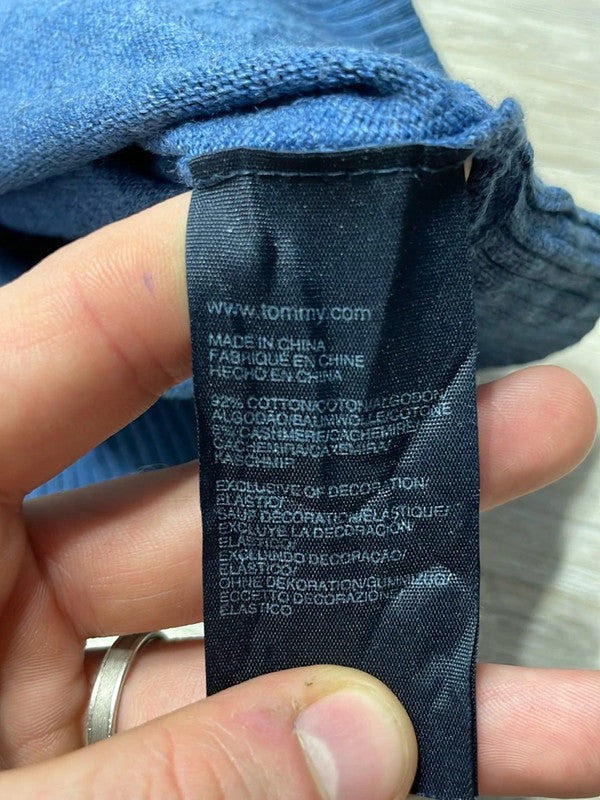 www.tommy.com
MADE IN CHINA
FABRIQUÉ EN CHINE
HECHO EN CHINA
92% COTTON/COTON/ALGODON/
ALGODÃO/BAUMWOLLE/COTONE
CASHMERE/CACHEMIRE/
KASCHMIR
EXCLUSIVE OF DECORATION/
ELASTIC/
SAUF DÉCORATION/ÉLASTIQUE/
EXCLUYE LA DECORACIÓN/
ELÁSTICO/
EXCLUINDO DECORAÇÃO/
ELÁSTICO/
OHNE DEKORATION/GUMMIZUG/
ECCETTO DECORAZIONE
ELASTICO